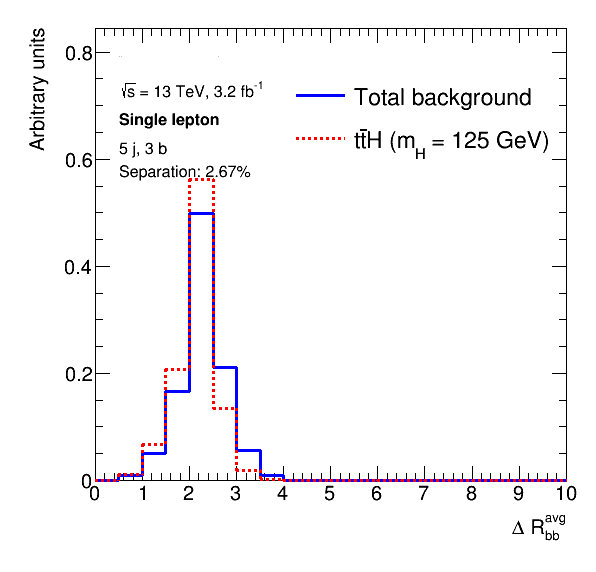 Arbitrary units
0.8
0.6
0.4
0.2
0
√s = 13 TeV, 3.2 fb⁻¹
Single lepton
5 j, 3 b
Separation: 2.67%
Total background
tt̄H (m_H = 125 GeV)
0 1 2 3 4 5 6 7 8 9 10
Δ R_bb^avg